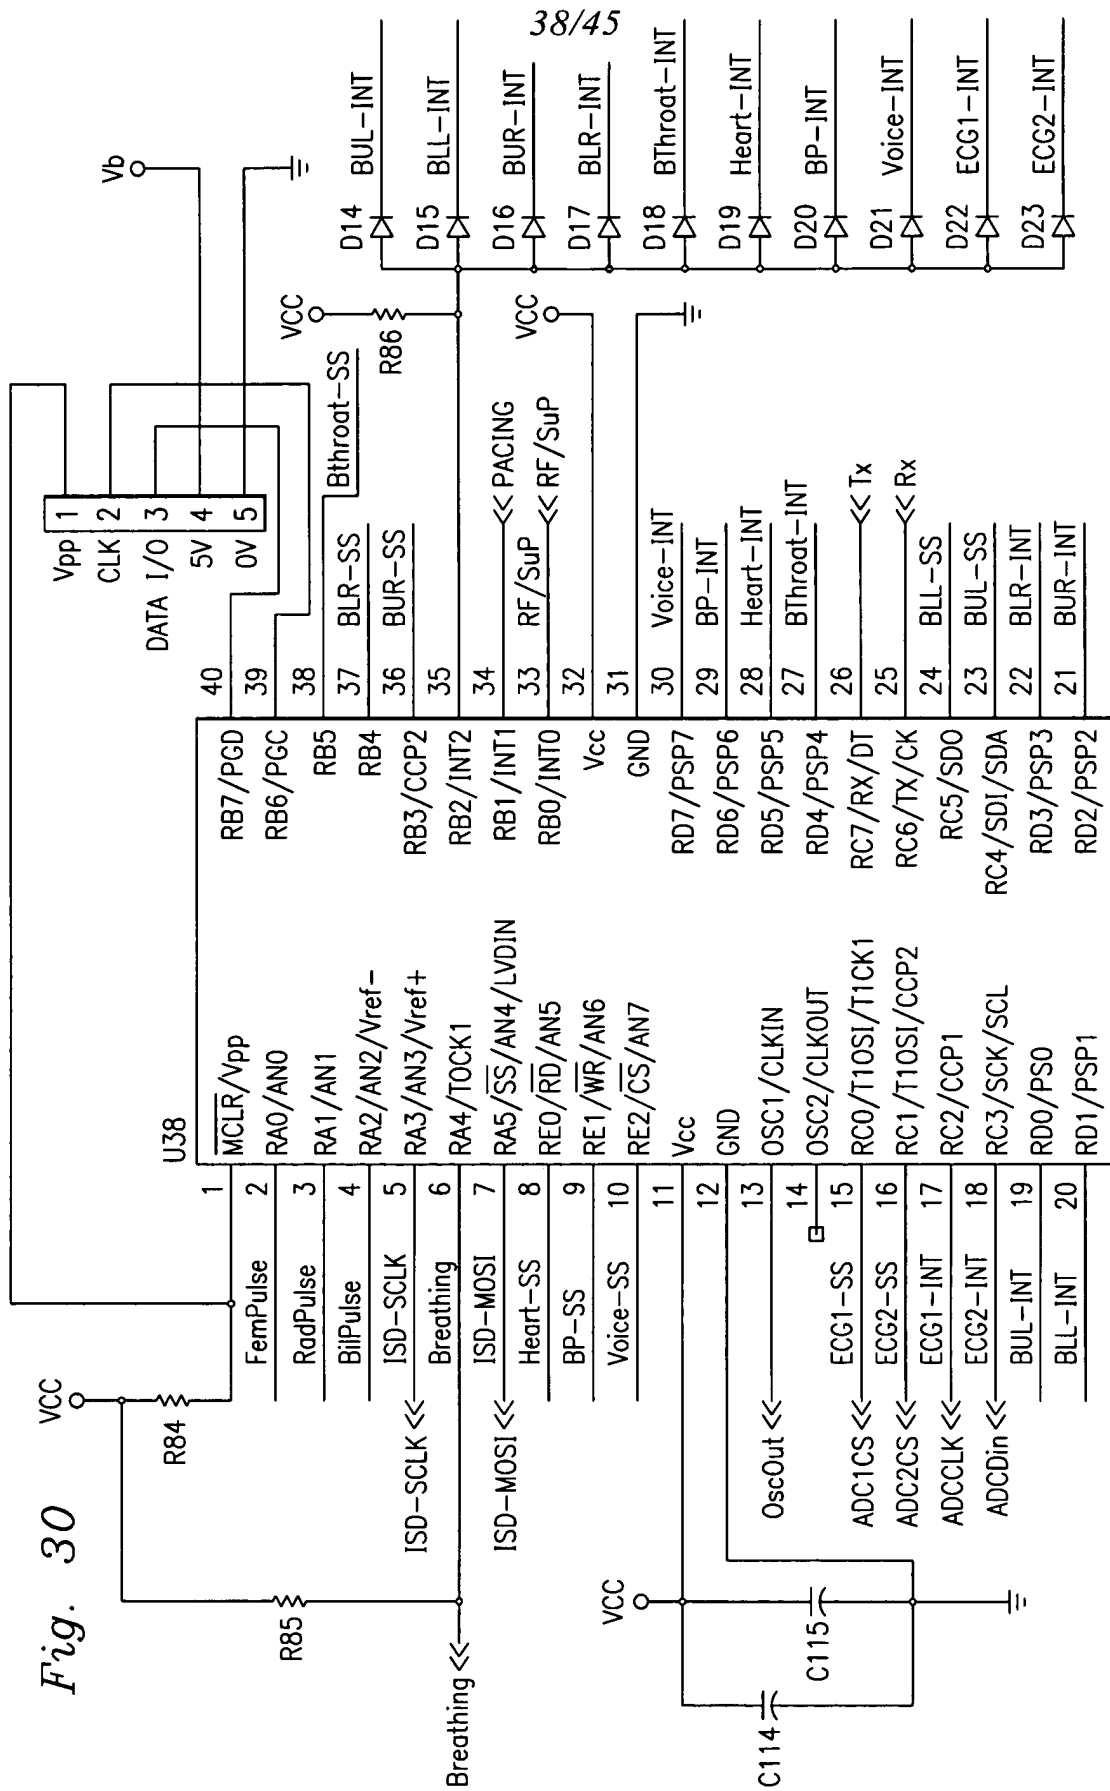 38/45
Fig. 30
VCC
R84
R85
U38
FemPulse 2 RA0/AN0
1 MCLR/Vpp
RadPulse 3 RA1/AN1
BilPulse 4 RA2/AN2/Vref-
ISD-SCLK ISD-SCLK 5 RA3/AN3/Vref+
Breathing Breathing 6 RA4/TOCK1
ISD-MOSI ISD-MOSI 7 RA5/SS/AN4/LVDIN
Heart-SS 8 RE0/RD/AN5
BP-SS 9 RE1/WR/AN6
Voice-SS 10 RE2/CS/AN7
11 Vcc
12 GND
OscOut 13 OSC1/CLKIN
14 OSC2/CLKOUT
ADC1CS ECG1-SS 15 RC0/T1OSI/T1CK1
ADC2CS ECG2-SS 16 RC1/T1OSI/CCP2
ADCCLK ECG1-INT 17 RC2/CCP1
ADCDin ECG2-INT 18 RC3/SCK/SCL
BUL-INT 19 RD0/PS0
BLL-INT 20 RD1/PSP1
VCC
C114
C115
RB7/PGD 40
RB6/PGC 39
RB5 38 Bthroat-SS
RB4 37 BLR-SS
RB3/CCP2 36 BUR-SS
RB2/INT2 35
RB1/INT1 34 PACING
RB0/INT0 33 RF/SuP RF/SuP
Vcc 32 VCC
GND 31
RD7/PSP7 30 Voice-INT
RD6/PSP6 29 BP-INT
RD5/PSP5 28 Heart-INT
RD4/PSP4 27 BThroat-INT
RC7/RX/DT 26 Tx
RC6/TX/CK 25 Rx
RC5/SDO 24 BLL-SS
RC4/SDI/SDA 23 BUL-SS
RD3/PSP3 22 BLR-INT
RD2/PSP2 21 BUR-INT
Vpp 1
CLK 2
DATA I/O 3
5V 4
0V 5
Vb
VCC
R86
D14 BUL-INT
D15 BLL-INT
D16 BUR-INT
D17 BLR-INT
D18 BThroat-INT
D19 Heart-INT
D20 BP-INT
D21 Voice-INT
D22 ECG1-INT
D23 ECG2-INT